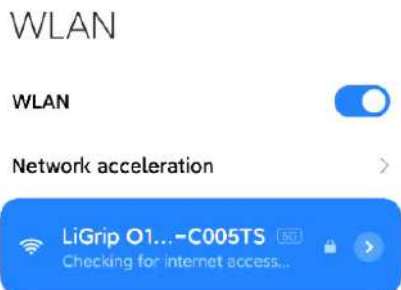 WLAN
WLAN
Network acceleration
LiGrip O1...-C005TS 5G
Checking for internet access...